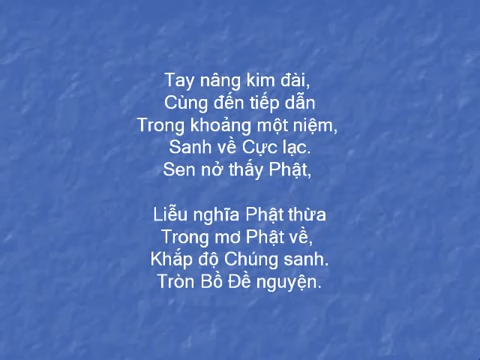 Tay nâng kim đài,
Cùng đến tiếp dẫn
Trong khoảng một niệm,
Sanh về Cực lạc.
Sen nở thấy Phật,
Liễu nghĩa Phật thừa
Trong mơ Phật về,
Khắp độ Chúng sanh.
Tròn Bồ Đề nguyện.